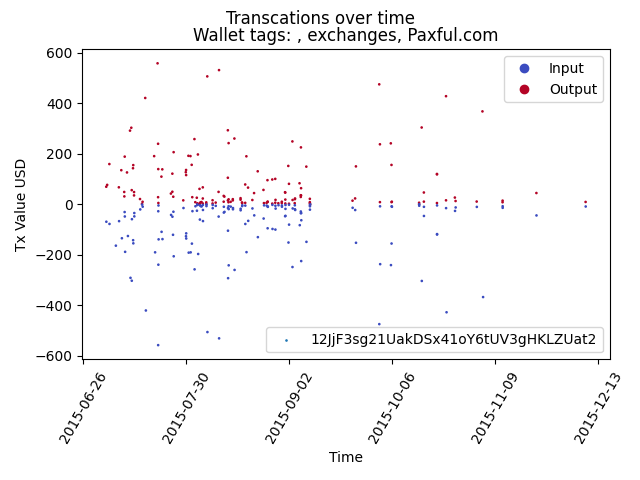 Transcations over time
Wallet tags: , exchanges, Paxful.com
Input
Output
Tx Value USD
600
400
200
0
−200
−400
−600
12JjF3sg21UakDSx41oY6tUV3gHKLZUat2
2015-06-26
2015-07-30
2015-09-02
2015-10-06
2015-11-09
2015-12-13
Time